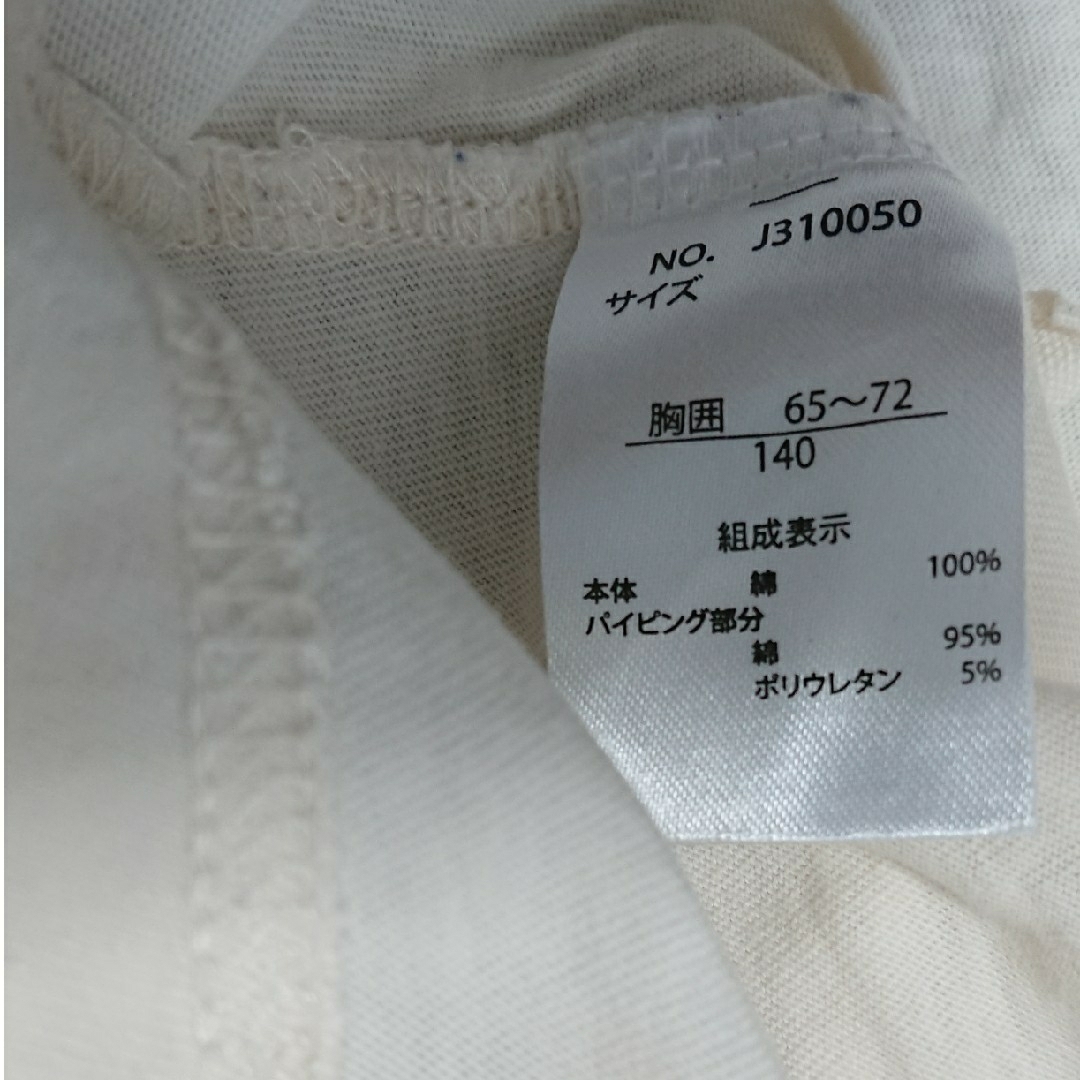 NO. J310050
サイズ
胸囲 65～72
140
組成表示
本体 綿 100%
パイピング部分
綿 95%
ポリウレタン 5%